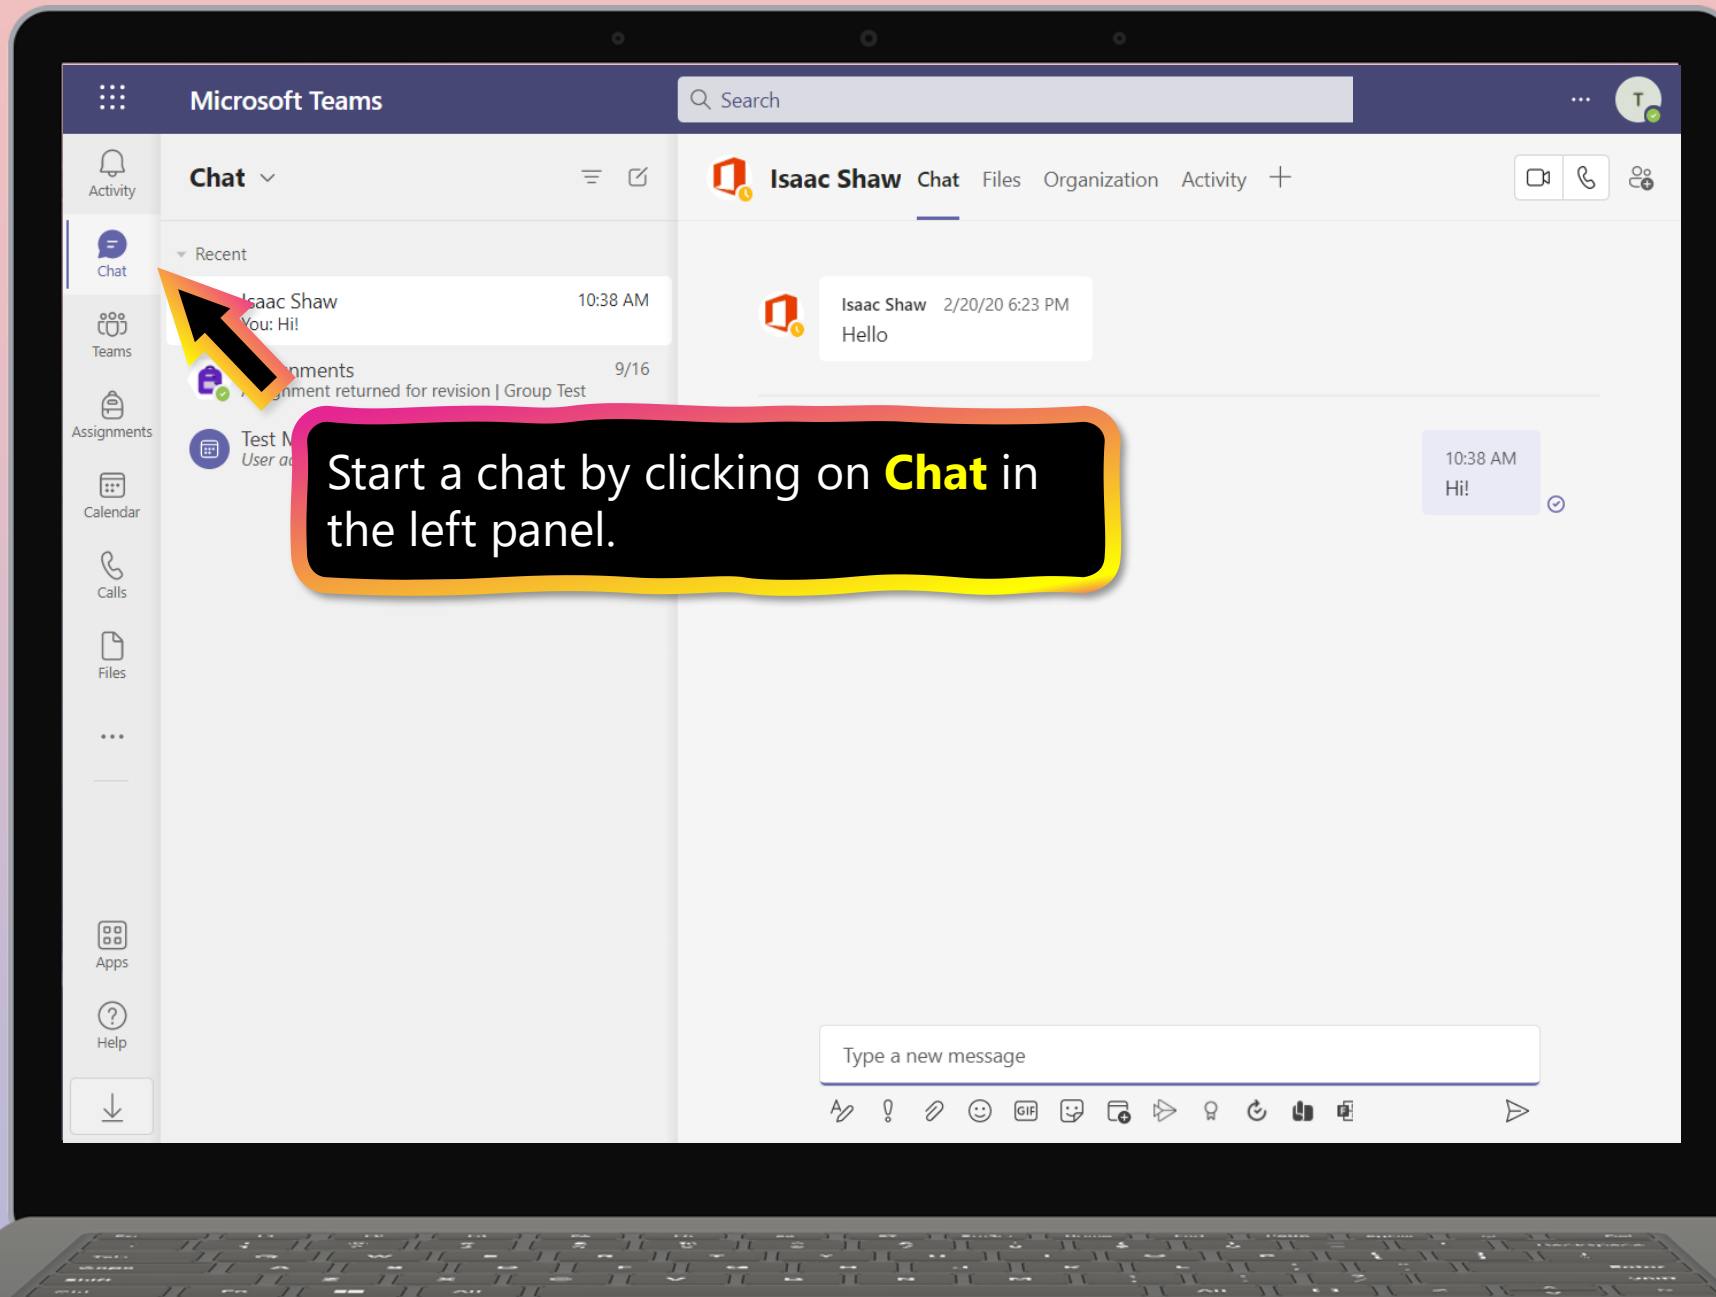 Microsoft Teams
Search
T
Activity
Chat
Teams
Assignments
Calendar
Calls
Files
Apps
Help
Chat
Recent
Isaac Shaw 10:38 AM
You: Hi!
9/16
returned for revision | Group Test
Test
User
Isaac Shaw Chat Files Organization Activity
Isaac Shaw 2/20/20 6:23 PM
Hello
10:38 AM
Hi!
Start a chat by clicking on Chat in
the left panel.
Type a new message
GIF